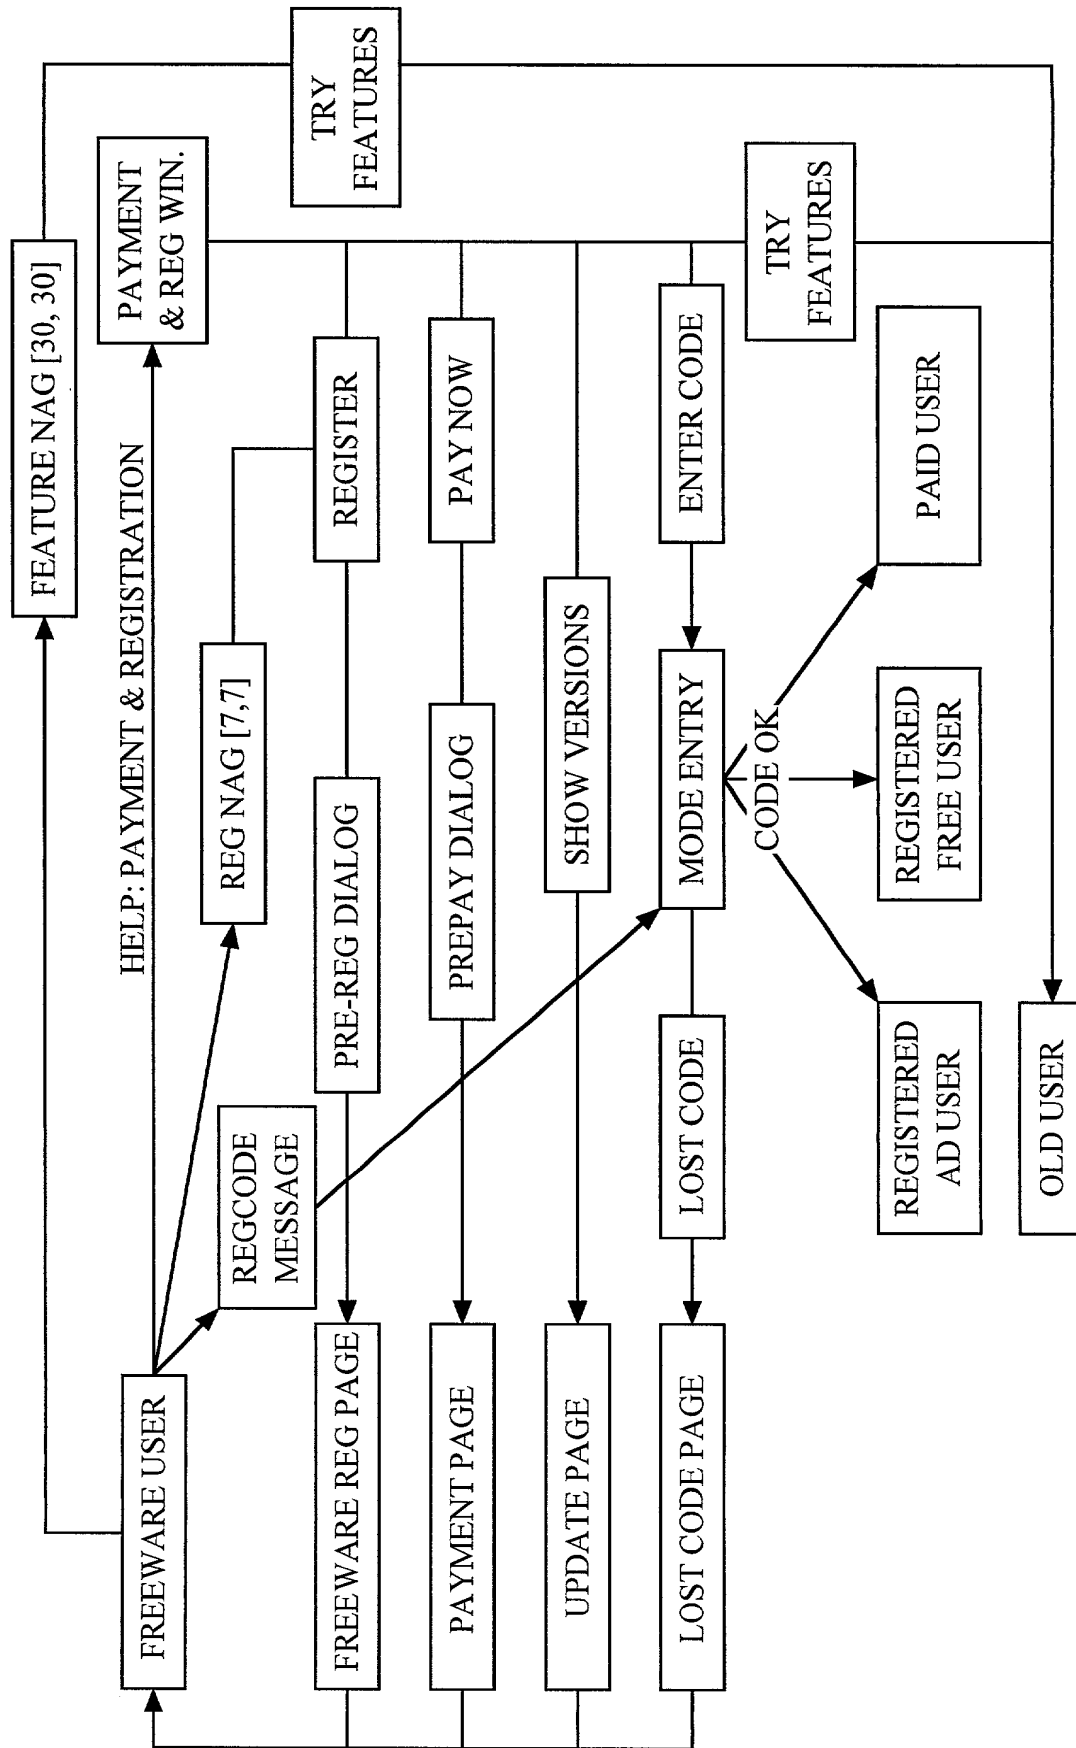 FEATURE NAG [30, 30]
TRY
FEATURES
FREEWARE USER
HELP: PAYMENT & REGISTRATION
PAYMENT
& REG WIN.
REG NAG [7,7]
REGCODE
MESSAGE
FREEWARE REG PAGE
PRE-REG DIALOG
REGISTER
PAYMENT PAGE
PREPAY DIALOG
PAY NOW
UPDATE PAGE
SHOW VERSIONS
LOST CODE PAGE
LOST CODE
MODE ENTRY
ENTER CODE
CODE OK
TRY
FEATURES
REGISTERED
AD USER
REGISTERED
FREE USER
PAID USER
OLD USER